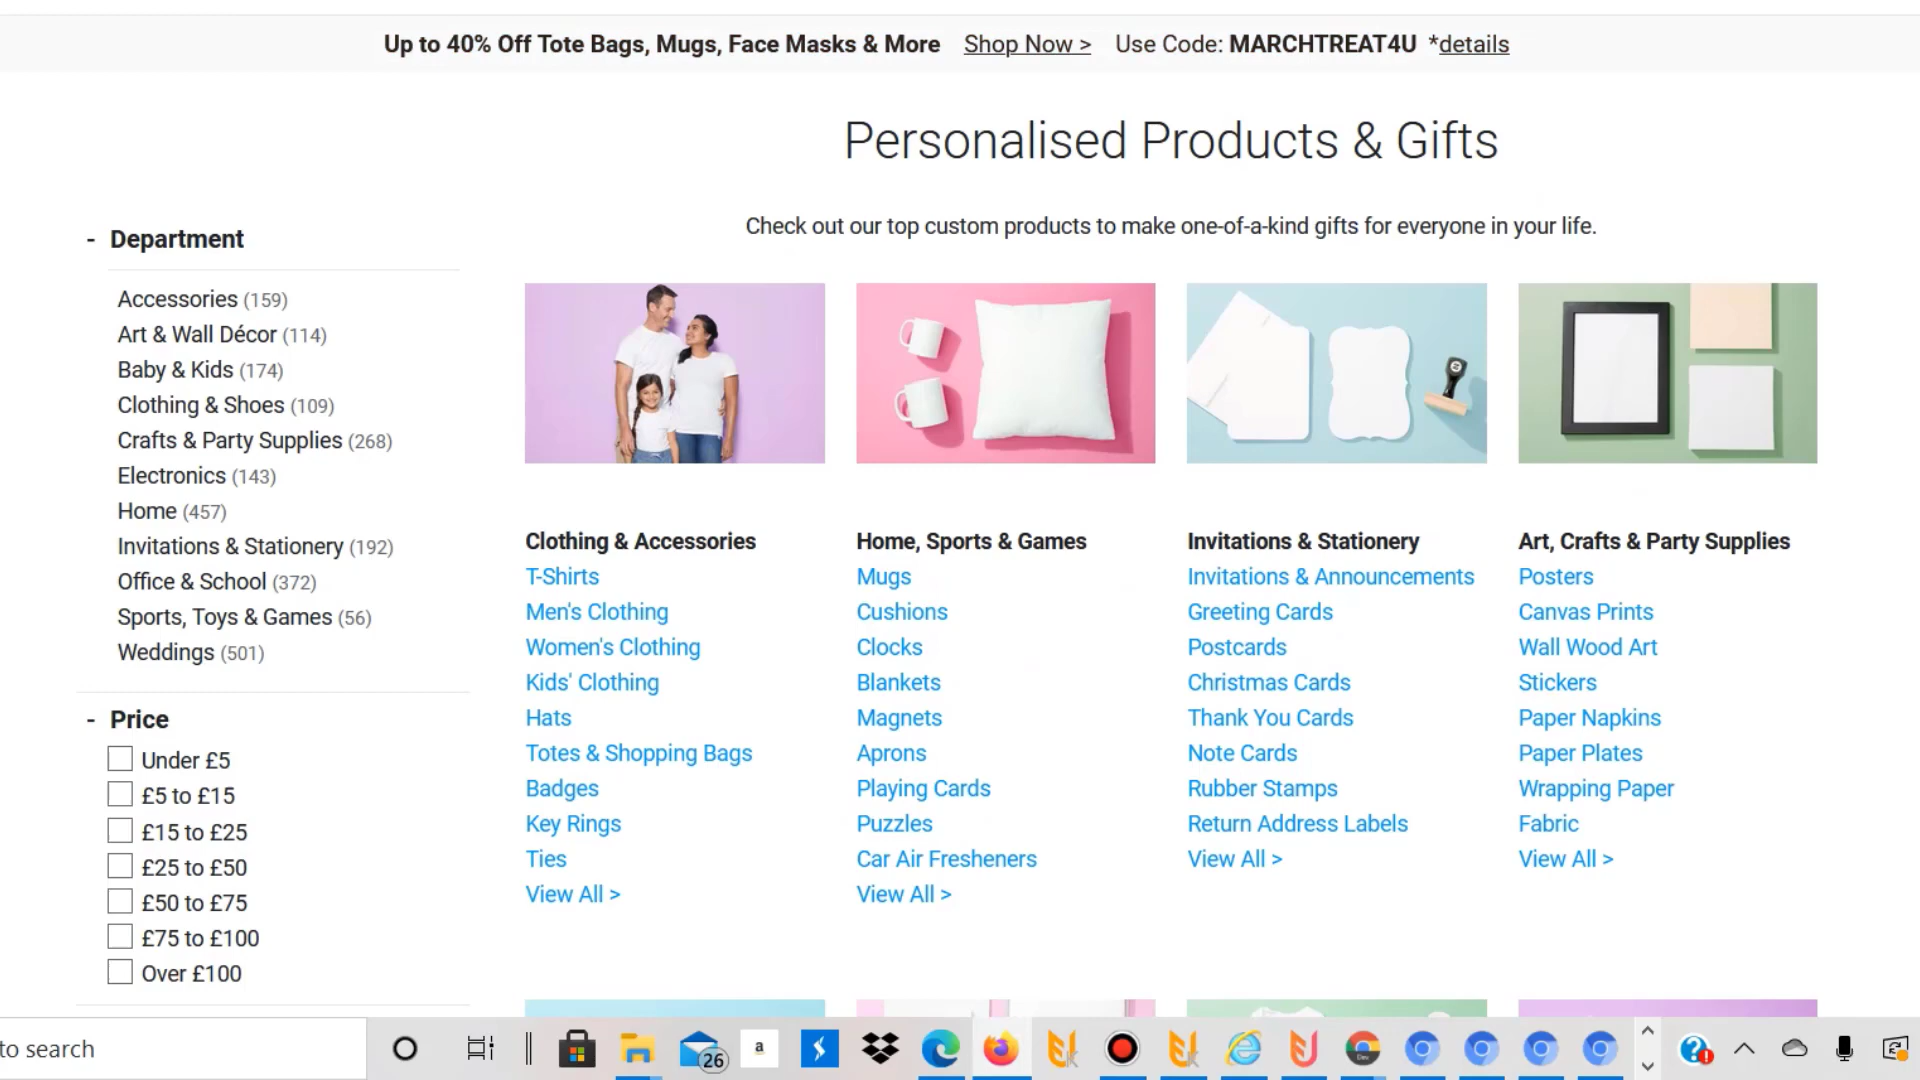 Up to 40% Off Tote Bags, Mugs, Face Masks & More Shop Now > Use Code: MARCHTREAT4U *details
Personalised Products & Gifts
Check out our top custom products to make one-of-a-kind gifts for everyone in your life.
- Department
Accessories (159)
Art & Wall Décor (114)
Baby & Kids (174)
Clothing & Shoes (109)
Crafts & Party Supplies (268)
Electronics (143)
Home (457)
Invitations & Stationery (192)
Office & School (372)
Sports, Toys & Games (56)
Weddings (501)
- Price
Under £5
£5 to £15
£15 to £25
£25 to £50
£50 to £75
£75 to £100
Over £100
Clothing & Accessories
T-Shirts
Men's Clothing
Women's Clothing
Kids' Clothing
Hats
Totes & Shopping Bags
Badges
Key Rings
Ties
View All >
Home, Sports & Games
Mugs
Cushions
Clocks
Blankets
Magnets
Aprons
Playing Cards
Puzzles
Car Air Fresheners
View All >
Invitations & Stationery
Invitations & Announcements
Greeting Cards
Postcards
Christmas Cards
Thank You Cards
Note Cards
Rubber Stamps
Return Address Labels
View All >
Art, Crafts & Party Supplies
Posters
Canvas Prints
Wall Wood Art
Stickers
Paper Napkins
Paper Plates
Wrapping Paper
Fabric
View All >
to search
26
a
Dev